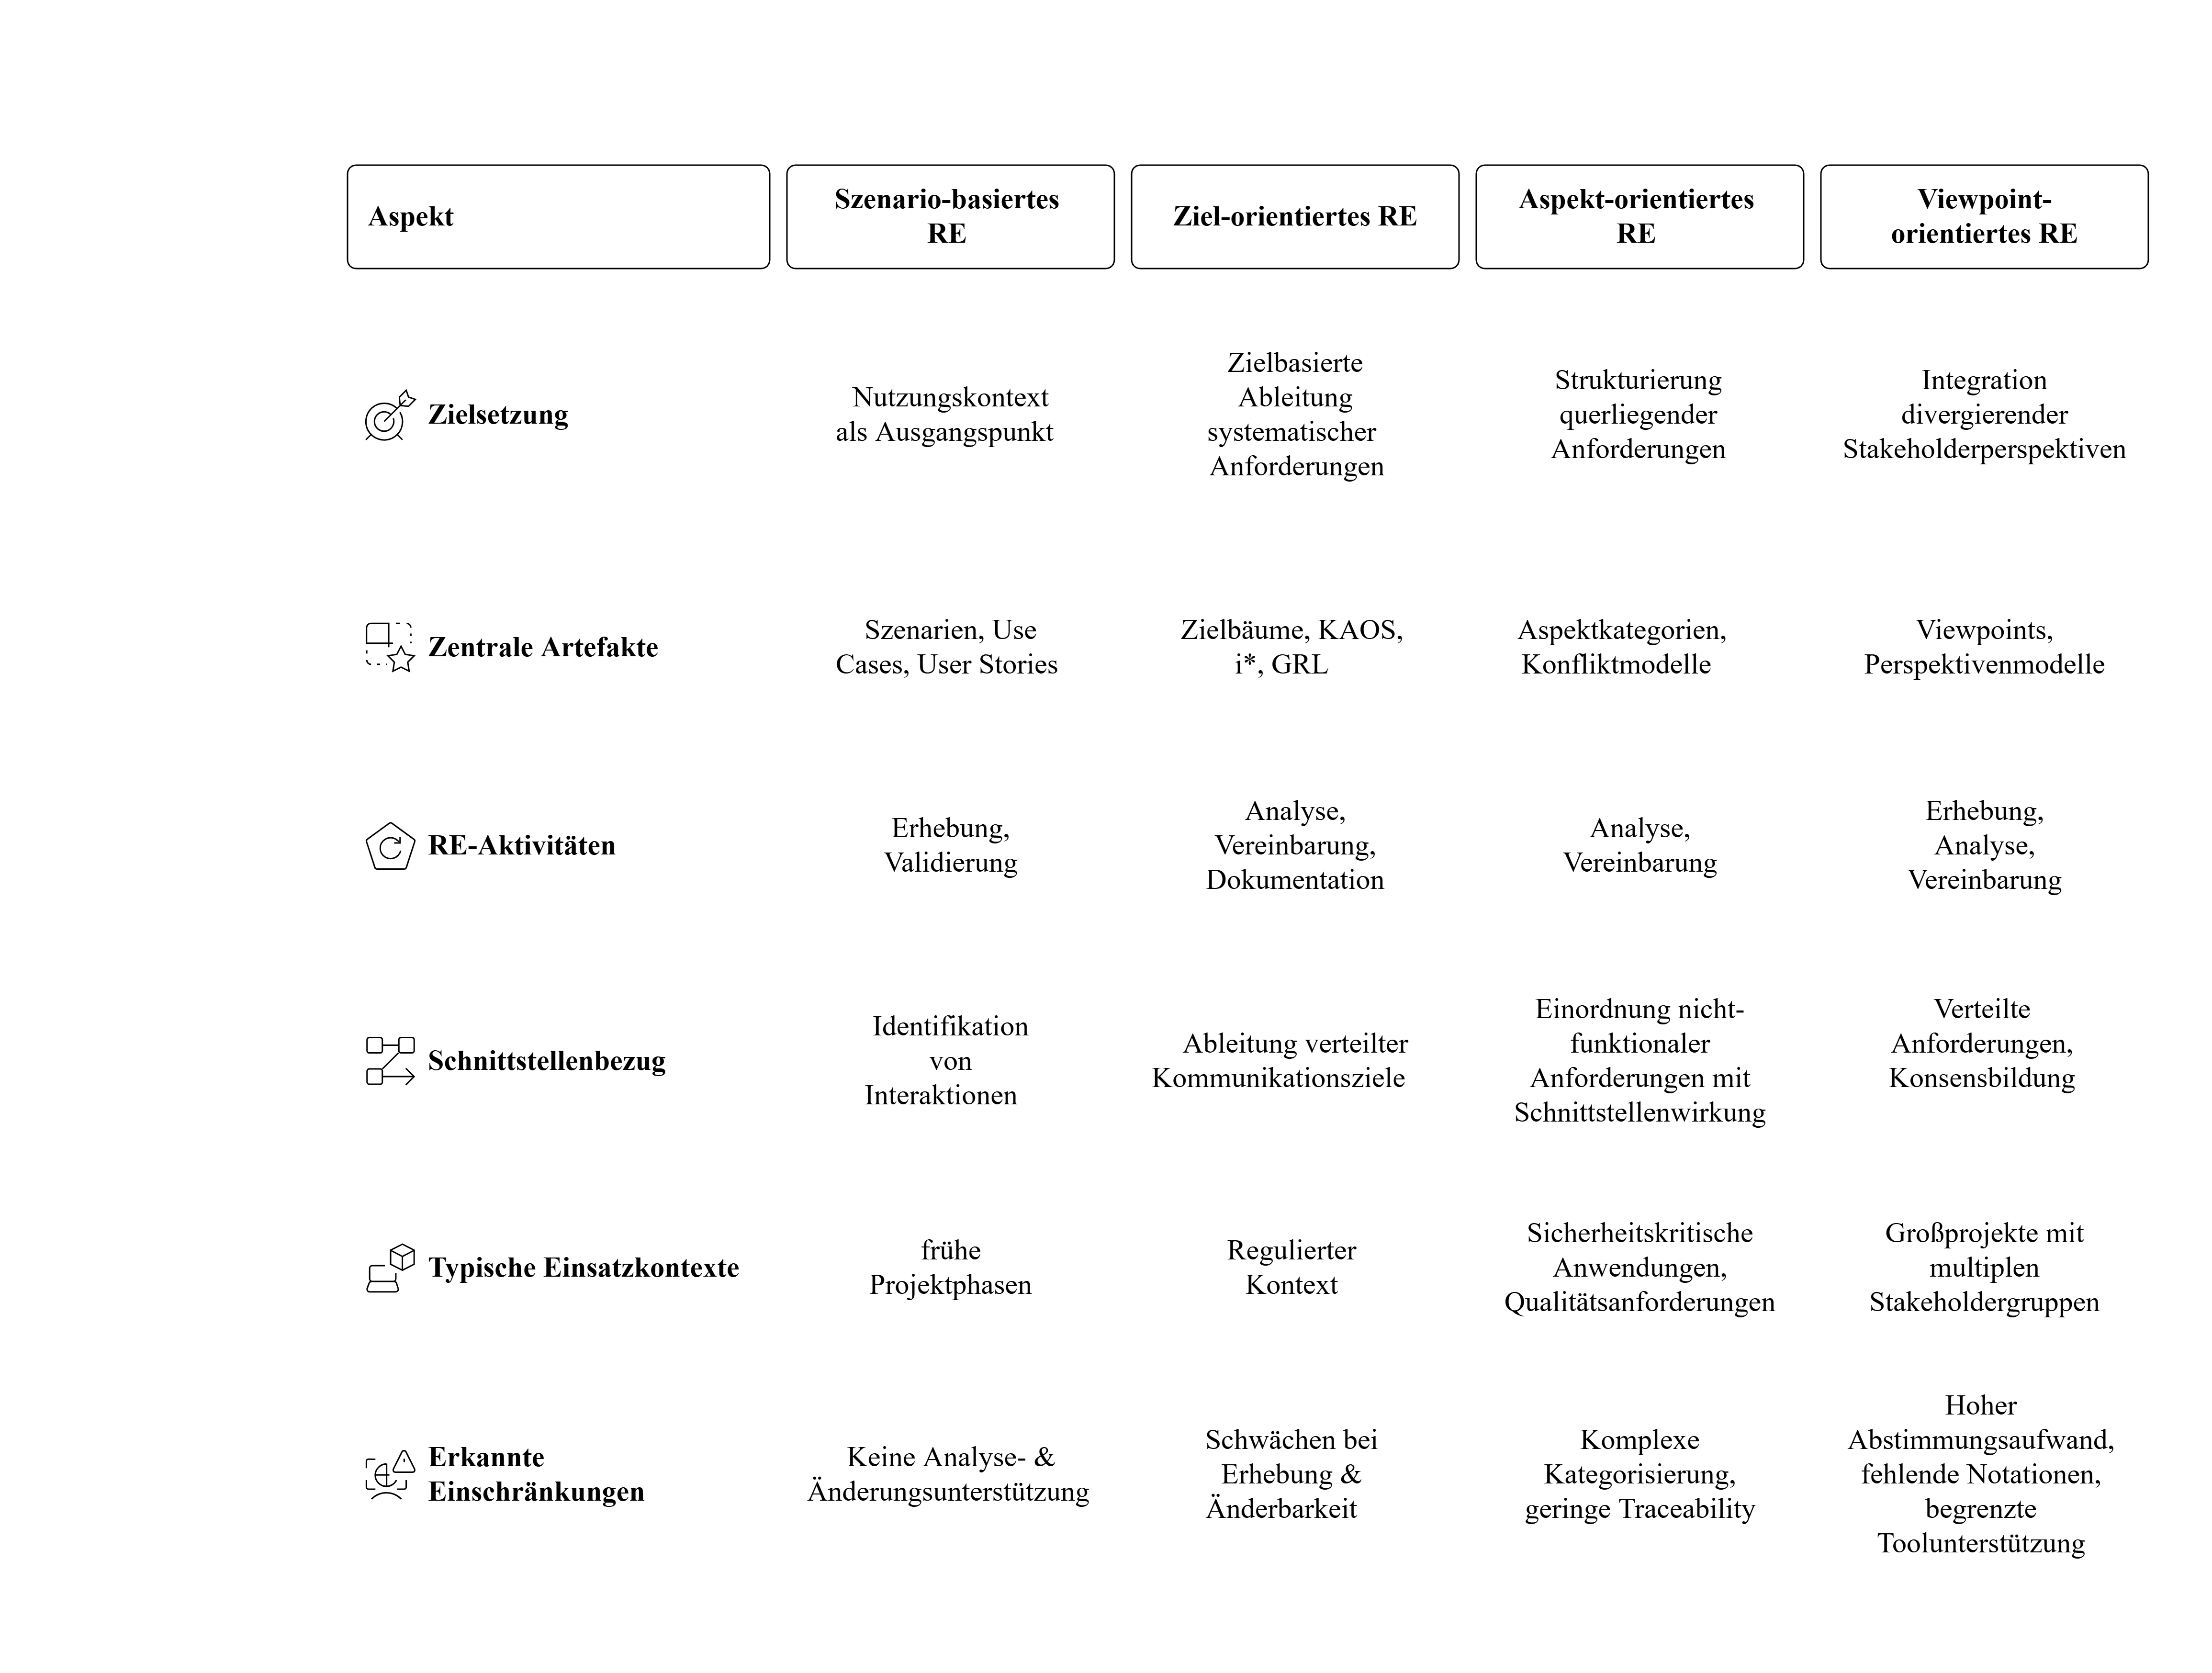 Aspekt
Szenario-basiertes
RE
Ziel-orientiertes RE
Aspekt-orientiertes
RE
Viewpoint-
orientiertes RE
Zielsetzung
Nutzungskontext
als Ausgangspunkt
Zielbasierte
Ableitung
systematischer
Anforderungen
Strukturierung
querliegender
Anforderungen
Integration
divergierender
Stakeholderperspektiven
Zentrale Artefakte
Szenarien, Use
Cases, User Stories
Zielbäume, KAOS,
i*, GRL
Aspektkategorien,
Konfliktmodelle
Viewpoints,
Perspektivenmodelle
RE-Aktivitäten
Erhebung,
Validierung
Analyse,
Vereinbarung,
Dokumentation
Analyse,
Vereinbarung
Erhebung,
Analyse,
Vereinbarung
Schnittstellenbezug
Identifikation
von
Interaktionen
Ableitung verteilter
Kommunikationsziele
Einordnung nicht-
funktionaler
Anforderungen mit
Schnittstellenwirkung
Verteilte
Anforderungen,
Konsensbildung
Typische Einsatzkontexte
frühe
Projektphasen
Regulierter
Kontext
Sicherheitskritische
Anwendungen,
Qualitätsanforderungen
Großprojekte mit
multiplen
Stakeholdergruppen
Erkannte
Einschränkungen
Keine Analyse- &
Änderungsunterstützung
Schwächen bei
Erhebung &
Änderbarkeit
Komplexe
Kategorisierung,
geringe Traceability
Hoher
Abstimmungsaufwand,
fehlende Notationen,
begrenzte
Toolunterstützung